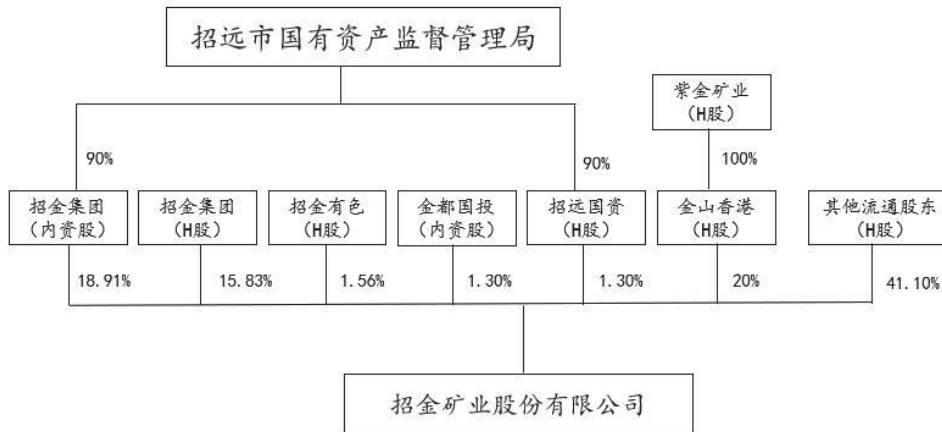 招远市国有资产监督管理局
紫金矿业
（H股）
90%
90%
100%
招金集团
（内资股）
招金集团
（H股）
招金有色
（H股）
金都国投
（内资股）
招远国资
（H股）
金山香港
（H股）
其他流通股东
（H股）
18.91%
15.83%
1.56%
1.30%
1.30%
20%
41.10%
招金矿业股份有限公司